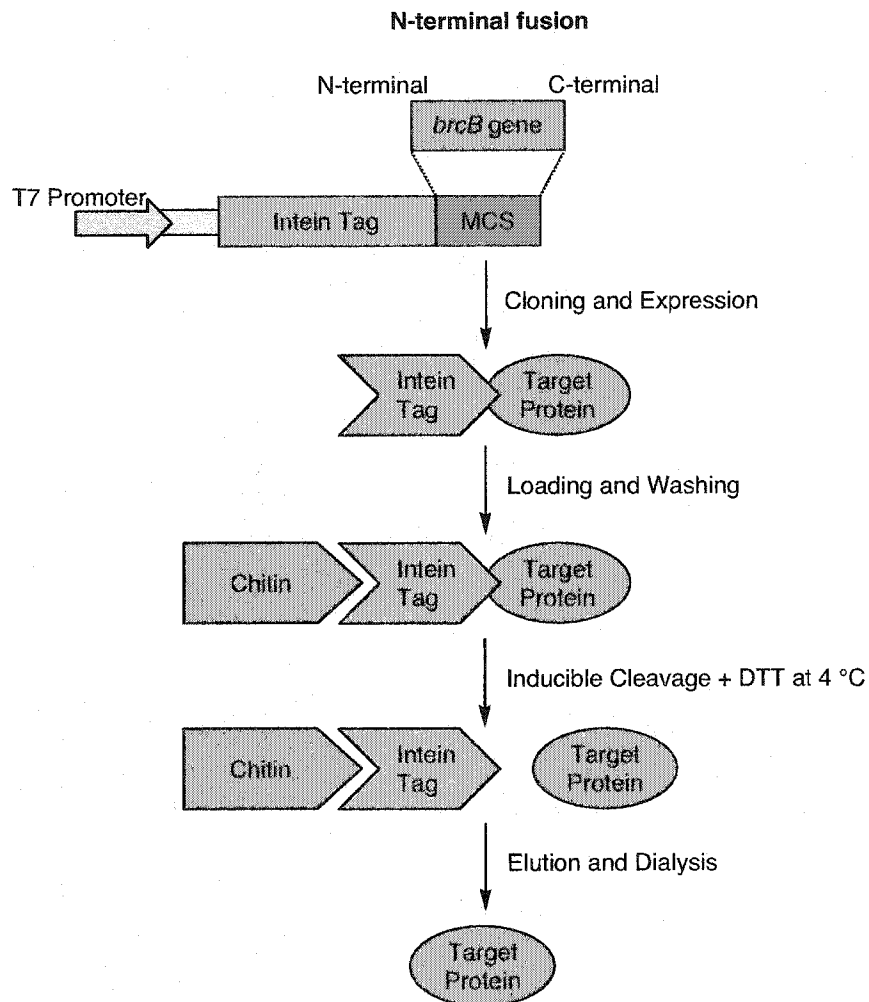 N-terminal fusion
N-terminal
C-terminal
brcB gene
T7 Promoter
Intein Tag
MCS
Cloning and Expression
Intein
Tag
Target
Protein
Loading and Washing
Chitin
Intein
Tag
Target
Protein
Inducible Cleavage + DTT at 4 °C
Chitin
Intein
Tag
Target
Protein
Elution and Dialysis
Target
Protein